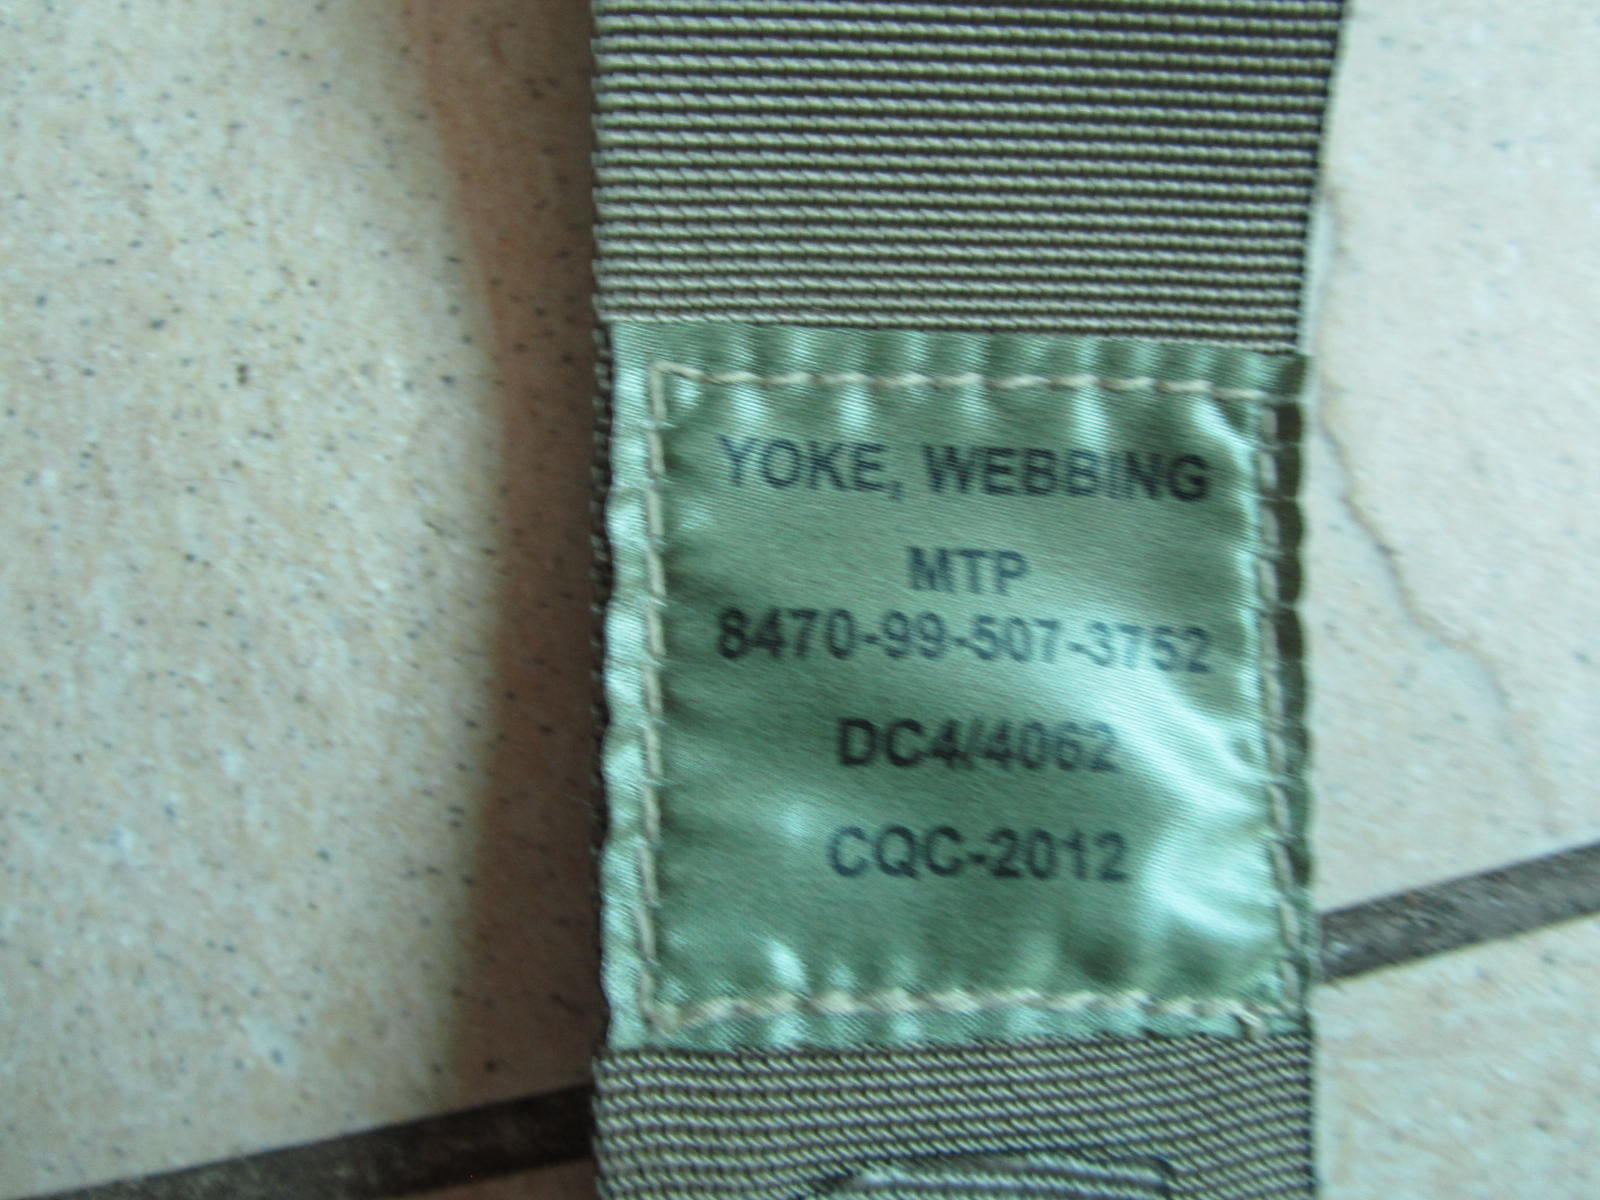 YOKE, WEBBING
MTP
8470-99-507-3752
DC4/4062
CQC-2012